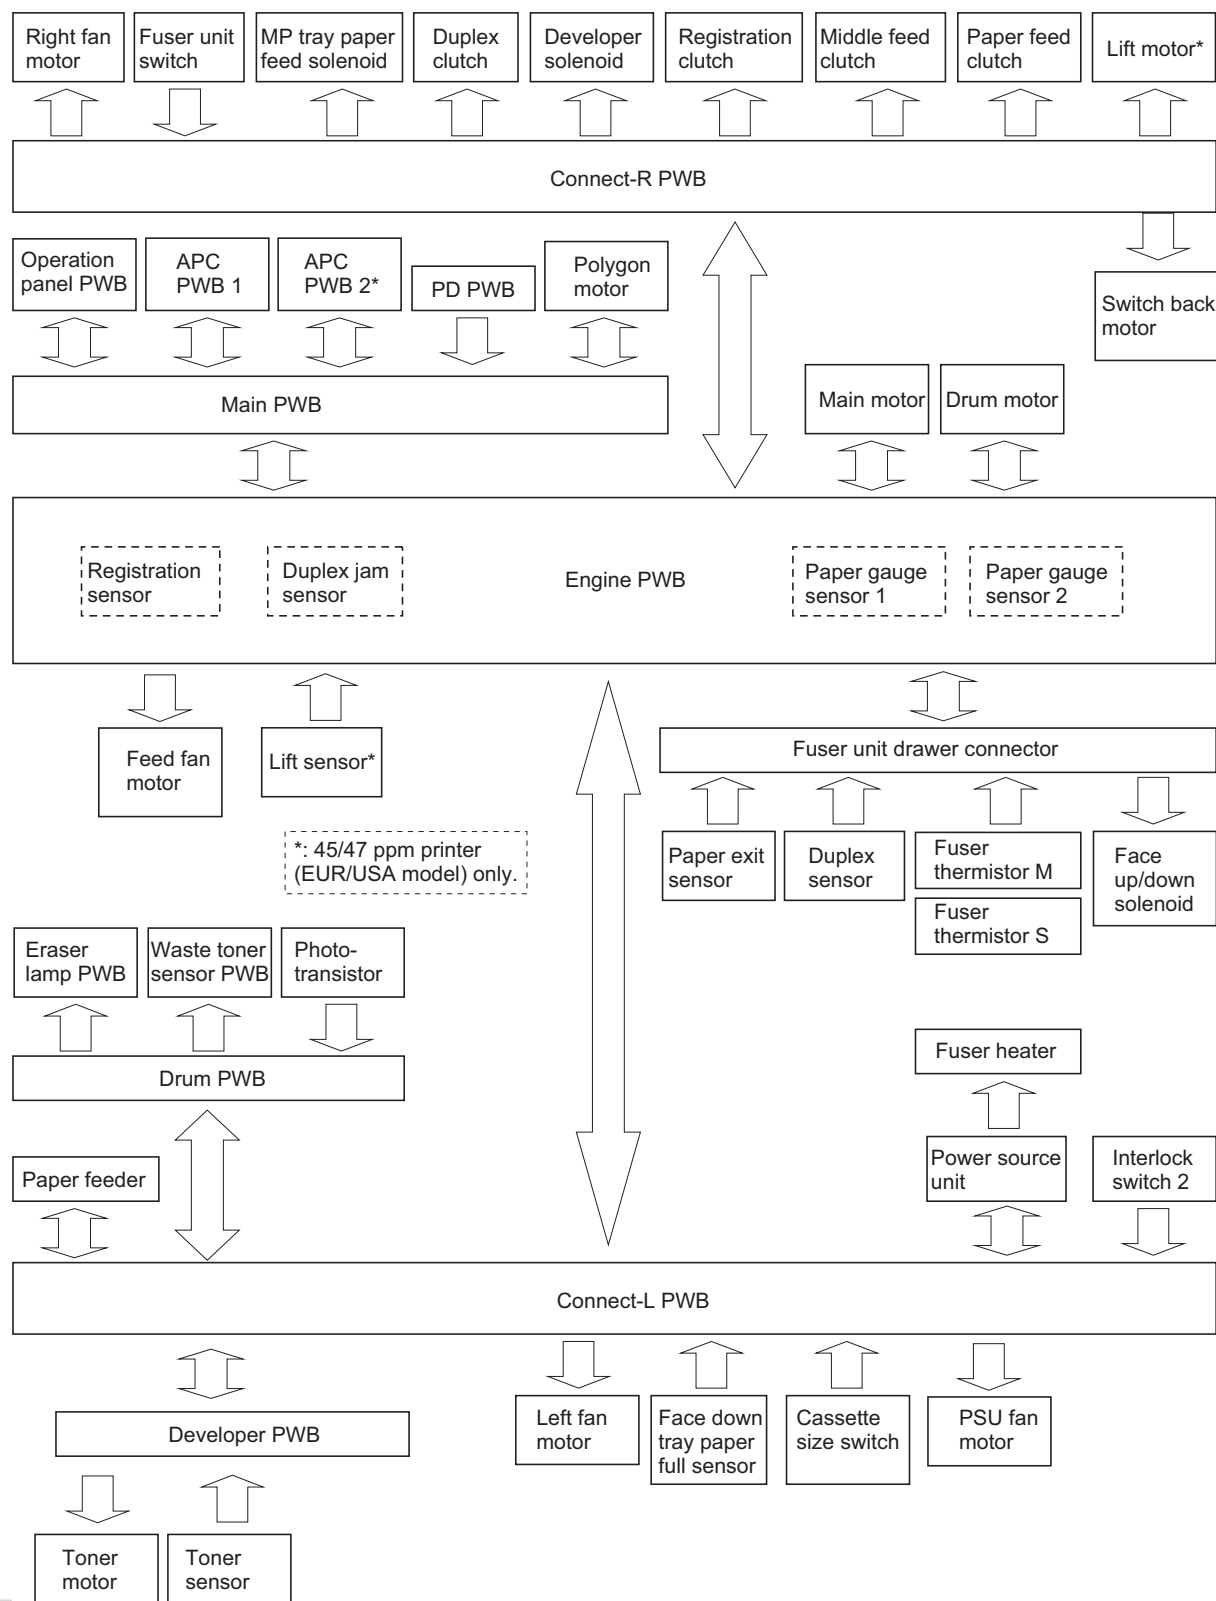 Right fan
motor
Fuser unit
switch
MP tray paper
feed solenoid
Duplex
clutch
Developer
solenoid
Registration
clutch
Middle feed
clutch
Paper feed
clutch
Lift motor*
Connect-R PWB
Operation
panel PWB
APC
PWB 1
APC
PWB 2*
PD PWB
Polygon
motor
Switch back
motor
Main PWB
Main motor
Drum motor
Registration
sensor
Duplex jam
sensor
Engine PWB
Paper gauge
sensor 1
Paper gauge
sensor 2
Feed fan
motor
Lift sensor*
Fuser unit drawer connector
*: 45/47 ppm printer
(EUR/USA model) only.
Paper exit
sensor
Duplex
sensor
Fuser
thermistor M
Fuser
thermistor S
Face
up/down
solenoid
Eraser
lamp PWB
Waste toner
sensor PWB
Photo-
transistor
Drum PWB
Fuser heater
Paper feeder
Power source
unit
Interlock
switch 2
Connect-L PWB
Developer PWB
Left fan
motor
Face down
tray paper
full sensor
Cassette
size switch
PSU fan
motor
Toner
motor
Toner
sensor